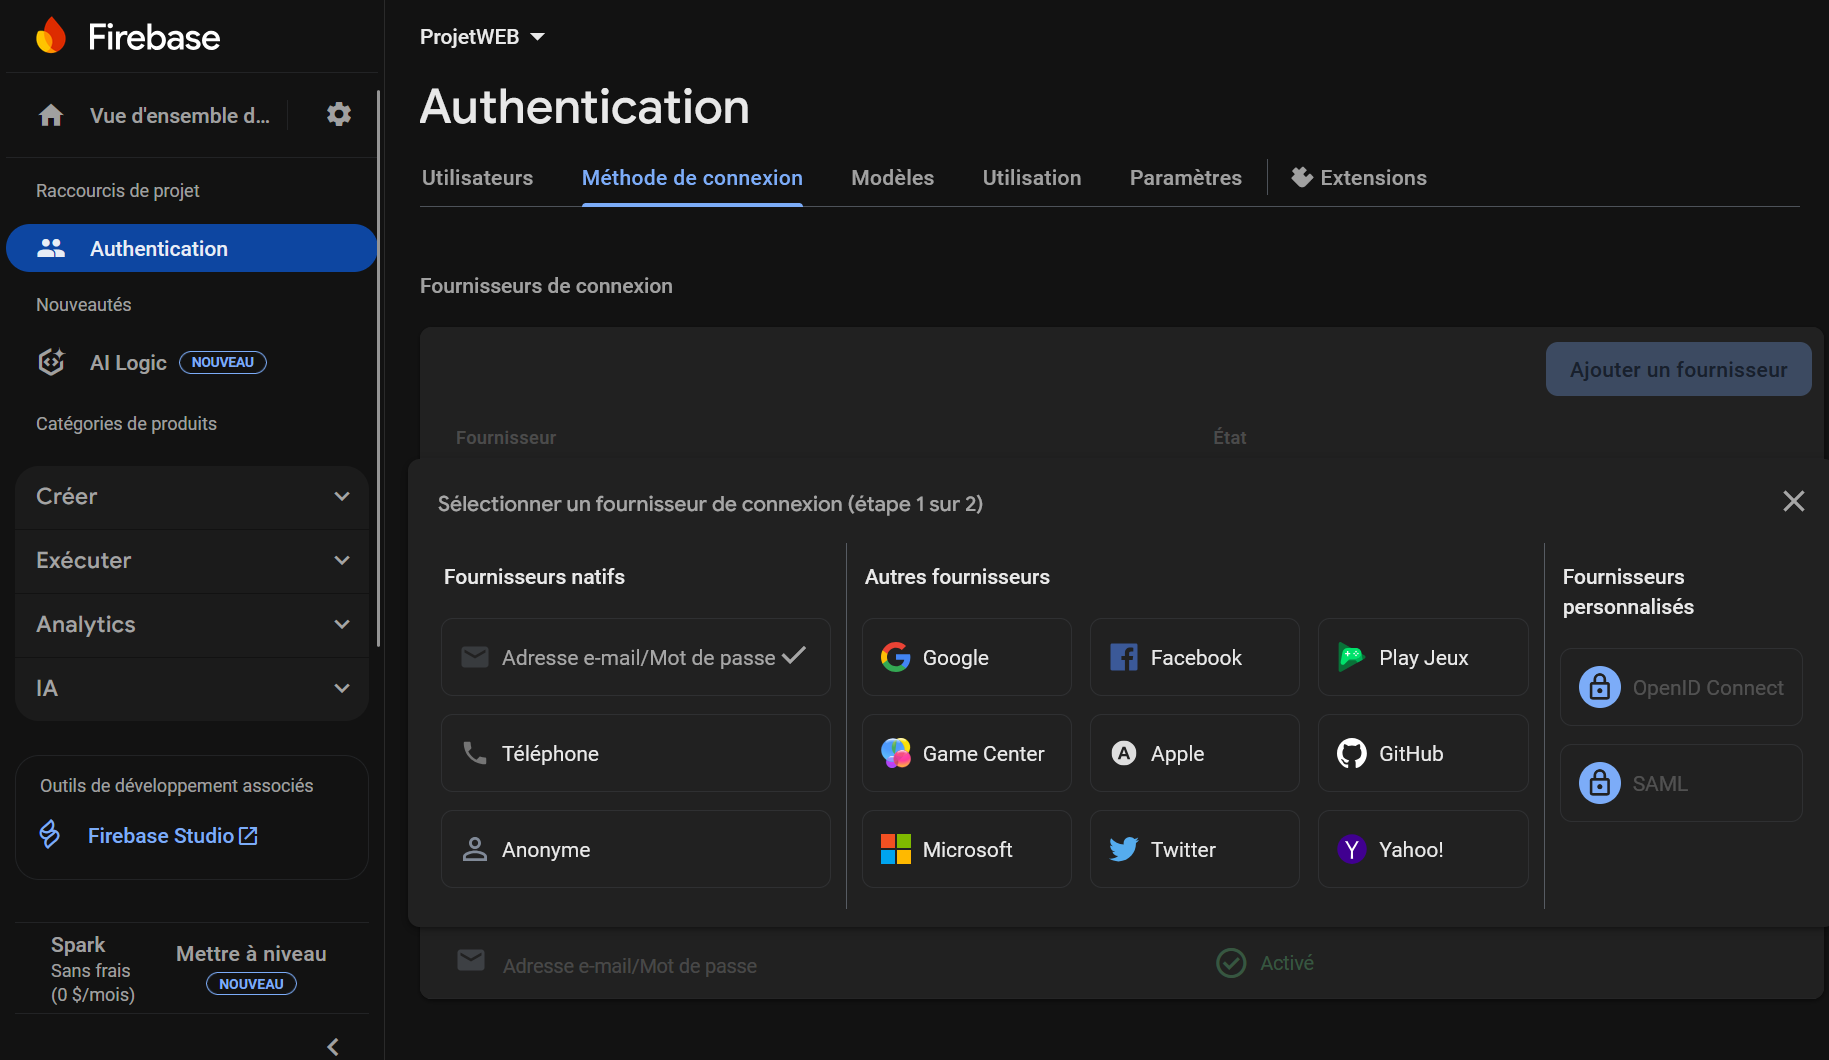 Firebase
Vue d'ensemble d...
Raccourcis de projet
Authentication
Nouveautés
AI Logic NOUVEAU
Catégories de produits
Créer
Exécuter
Analytics
IA
Outils de développement associés
Firebase Studio
Spark
Sans frais
(0 $/mois)
Mettre à niveau
NOUVEAU
ProjetWEB
Authentication
Utilisateurs Méthode de connexion Modèles Utilisation Paramètres Extensions
Fournisseurs de connexion
Ajouter un fournisseur
Fournisseur État
Sélectionner un fournisseur de connexion (étape 1 sur 2)
Fournisseurs natifs
Adresse e-mail/Mot de passe
Téléphone
Anonyme
Autres fournisseurs
Google Facebook Play Jeux
Game Center Apple GitHub
Microsoft Twitter Yahoo!
Fournisseurs
personnalisés
OpenID Connect
SAML
Adresse e-mail/Mot de passe Activé